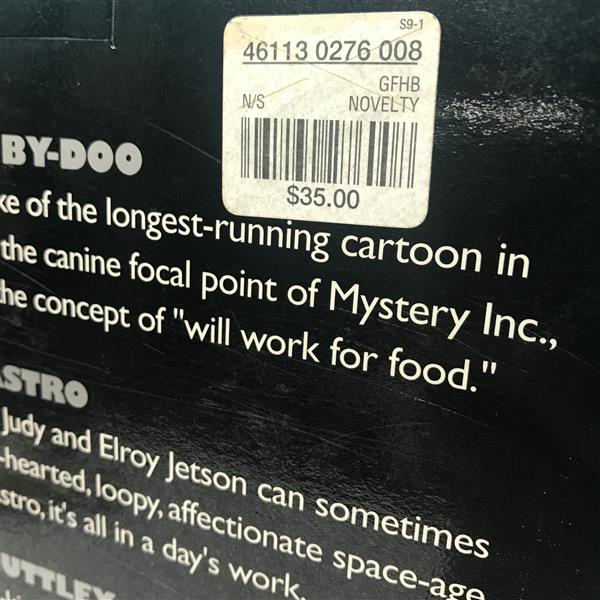 S9-1
46113 0276 008
GFHB
N/S NOVELTY
$35.00
BY-DOO
ke of the longest-running cartoon in
the canine focal point of Mystery Inc.,
he concept of "will work for food."
ASTRO
Judy and Elroy Jetson can sometimes
-hearted, loopy, affectionate space-age
stro, it's all in a day's work.
UTTLEY